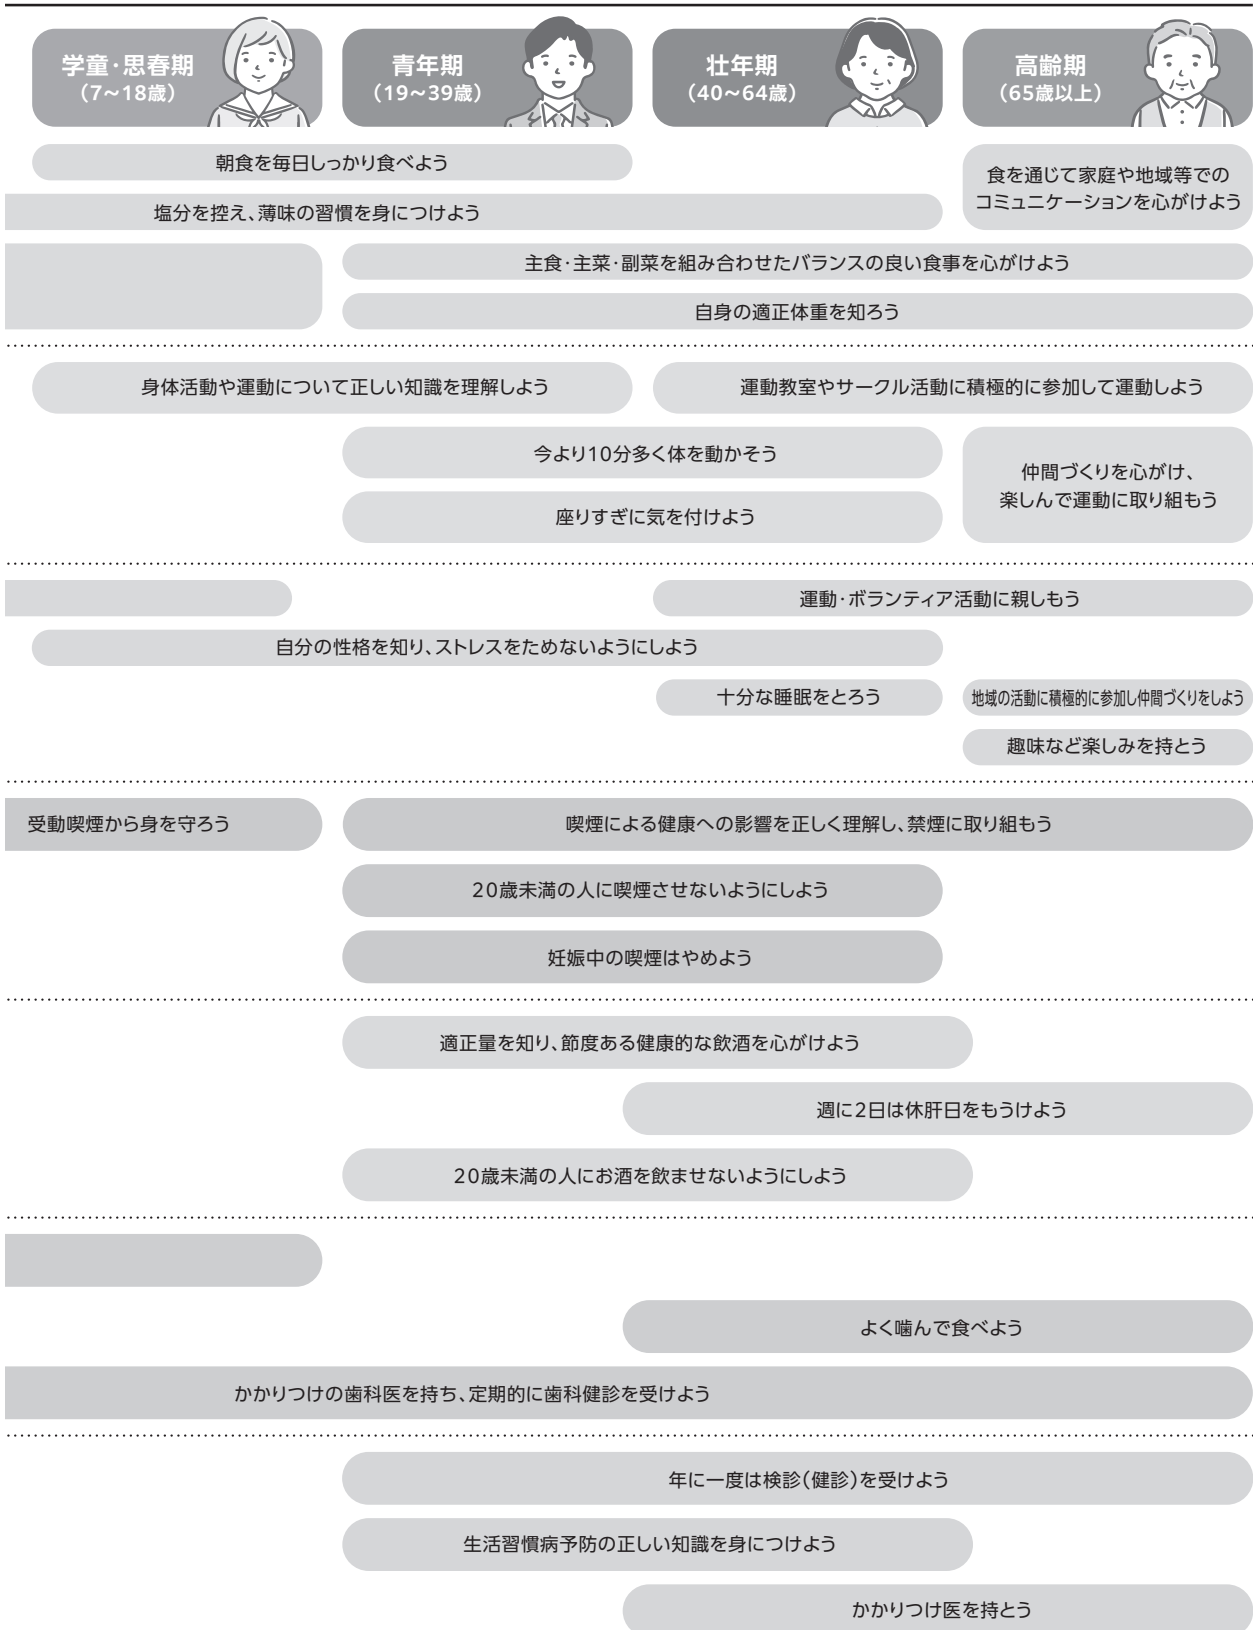 学童・思春期
(7~18歳)
青年期
(19~39歳)
壮年期
(40~64歳)
高齢期
(65歳以上)
朝食を毎日しっかり食べよう
食を通じて家庭や地域等での
コミュニケーションを心がけよう
塩分を控え、薄味の習慣を身につけよう
主食・主菜・副菜を組み合わせたバランスの良い食事を心がけよう
自身の適正体重を知ろう
身体活動や運動について正しい知識を理解しよう
運動教室やサークル活動に積極的に参加して運動しよう
今より10分多く体を動かそう
仲間づくりを心がけ、
楽しんで運動に取り組もう
座りすぎに気を付けよう
運動・ボランティア活動に親しもう
自分の性格を知り、ストレスをためないようにしよう
十分な睡眠をとろう
地域の活動に積極的に参加し仲間づくりをしよう
趣味など楽しみを持とう
受動喫煙から身を守ろう
喫煙による健康への影響を正しく理解し、禁煙に取り組もう
20歳未満の人に喫煙させないようにしよう
妊娠中の喫煙はやめよう
適正量を知り、節度ある健康的な飲酒を心がけよう
週に2日は休肝日をもうけよう
20歳未満の人にお酒を飲ませないようにしよう
よく噛んで食べよう
かかりつけの歯科医を持ち、定期的に歯科健診を受けよう
年に一度は検診(健診)を受けよう
生活習慣病予防の正しい知識を身につけよう
かかりつけ医を持とう